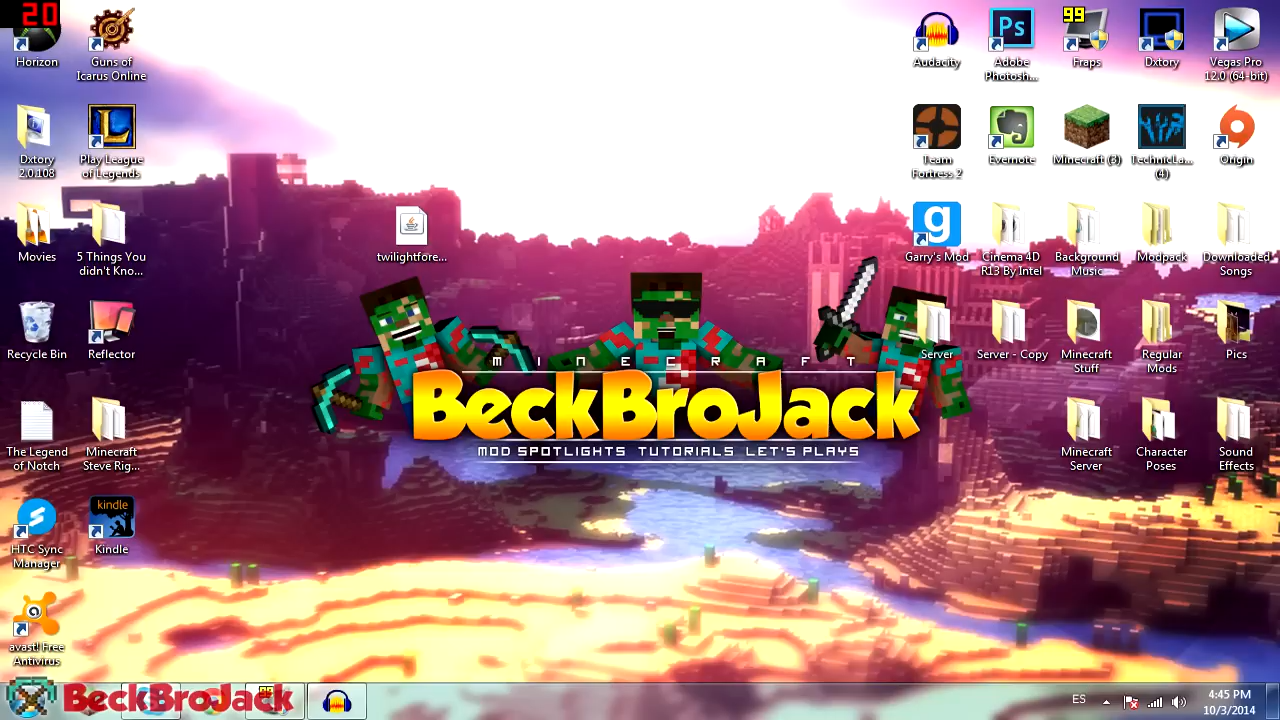 20
Horizon
Guns of
Icarus Online
Audacity
Adobe
Photosh...
99
Fraps
Dxtory
Vegas Pro
12.0 (64-bit)
Dxtory
2.0.108
Play League
of Legends
Team
Fortress 2
Evernote
Minecraft (3)
TechnicLa...
(4)
Origin
Movies
5 Things You
didn't Kno...
twilightfore...
Garry's Mod
Cinema 4D
R13 By Intel
Background
Music
Modpack
Downloaded
Songs
Recycle Bin
Reflector
Server
Server - Copy
Minecraft
Stuff
Regular
Mods
Pics
MINECRAFT
BeckBroJack
MOD SPOTLIGHTS TUTORIALS LET'S PLAYS
The Legend
of Notch
Minecraft
Steve Rig...
Minecraft
Server
Character
Poses
Sound
Effects
HTC Sync
Manager
kindle
Kindle
avast! Free
Antivirus
BeckBroJack
ES
4:45 PM
10/3/2014